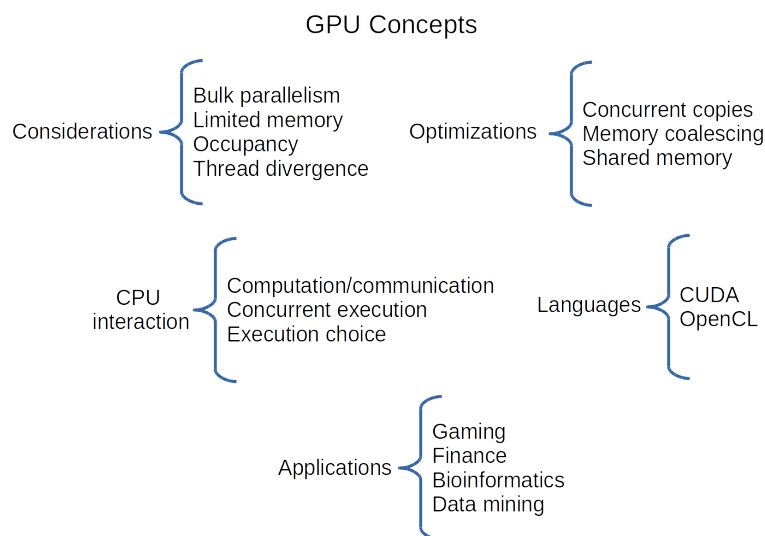 GPU Concepts
Considerations
Bulk parallelism
Limited memory
Occupancy
Thread divergence
Optimizations
Concurrent copies
Memory coalescing
Shared memory
CPU
interaction
Computation/communication
Concurrent execution
Execution choice
Languages
CUDA
OpenCL
Applications
Gaming
Finance
Bioinformatics
Data mining